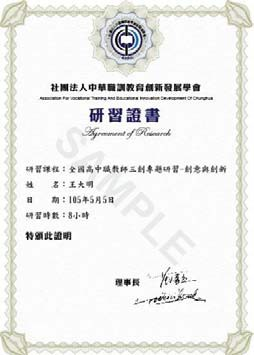 社團法人中華職訓教育創新發展學會
Association For Vocational Training And Educational Innovation Development Of Chunghua
研習證書
Agreement of Research
研習課程：全國高中職教師三創專題研習-創意與創新
姓　　名：王大明
日　　期：105年5月5日
研習時數：8小時
特頒此證明
SAMPLE
理事長